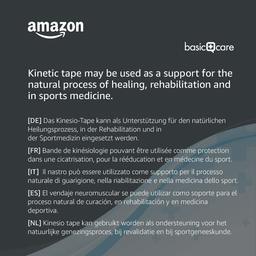 amazon
basic care
Kinetic tape may be used as a support for the
natural process of healing, rehabilitation and
in sports medicine.
[DE] Das Kinesio-Tape kann als Unterstützung für den natürlichen
Heilungsprozess, in der Rehabilitation und in
der Sportmedizin eingesetzt werden.
[FR] Bande de kinésiologie pouvant être utilisée comme protection
dans une cicatrisation, pour la rééducation et en médecine du sport.
[IT] Il nastro può essere utilizzato come supporto per il processo
naturale di guarigione, nella riabilitazione e nella medicina dello sport.
[ES] El vendaje neuromuscular se puede utilizar como soporte para el
proceso natural de curación, en rehabilitación y en medicina
deportiva.
[NL] Kinesio tape kan gebruikt worden als ondersteuning voor het
natuurlijke genezingsproces, bij revalidatie en bij sportgeneeskunde.